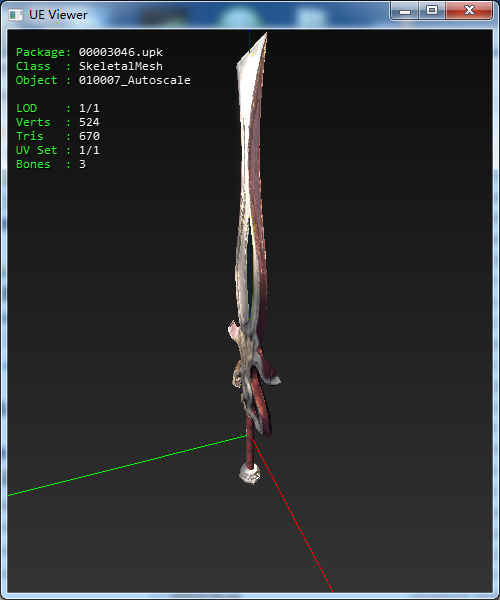 UE Viewer
Package: 00003046.upk
Class : SkeletalMesh
Object : 010007_Autoscale
LOD : 1/1
Verts : 524
Tris : 670
UV Set : 1/1
Bones : 3